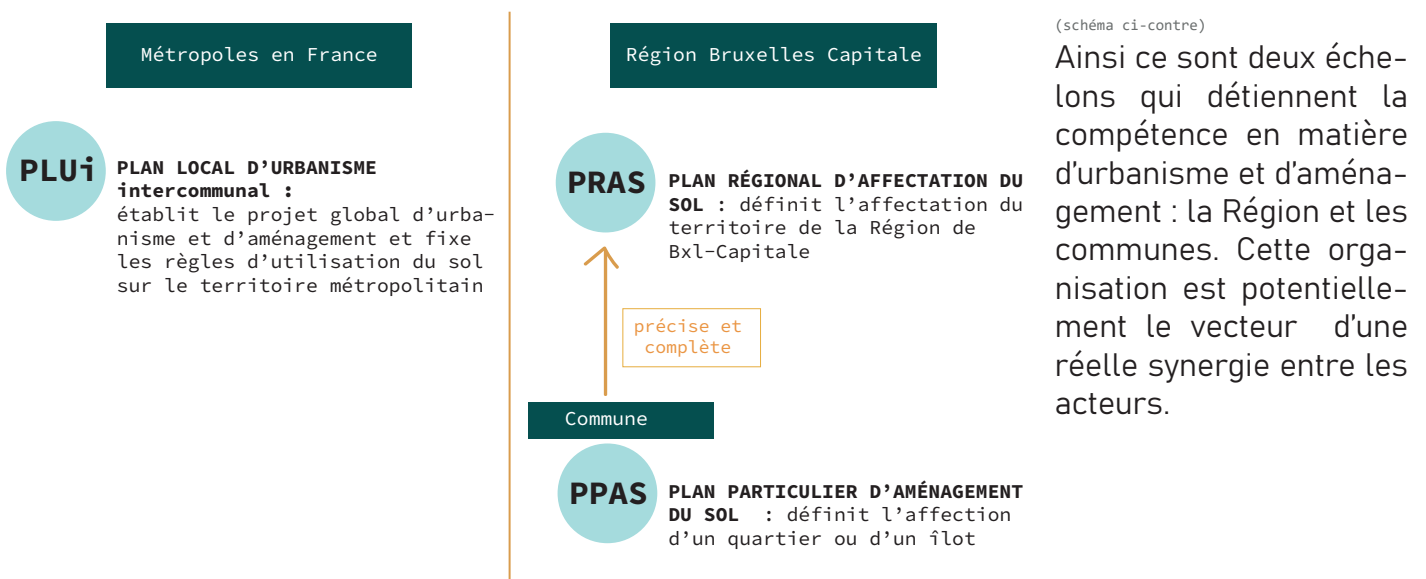 Métropoles en France
PLUi
PLAN LOCAL D’URBANISME
intercommunal :
établit le projet global d’urba-
nisme et d’aménagement et fixe
les règles d’utilisation du sol
sur le territoire métropolitain
Région Bruxelles Capitale
PRAS
PLAN RÉGIONAL D’AFFECTATION DU
SOL : définit l’affectation du
territoire de la Région de
Bxl-Capitale
précise et
complète
Commune
PPAS
PLAN PARTICULIER D’AMÉNAGEMENT
DU SOL : définit l’affection
d’un quartier ou d’un îlot
(schéma ci-contre)
Ainsi ce sont deux éche-
lons qui détiennent la
compétence en matière
d'urbanisme et d'aména-
gement : la Région et les
communes. Cette orga-
nisation est potentielle-
ment le vecteur d'une
réelle synergie entre les
acteurs.